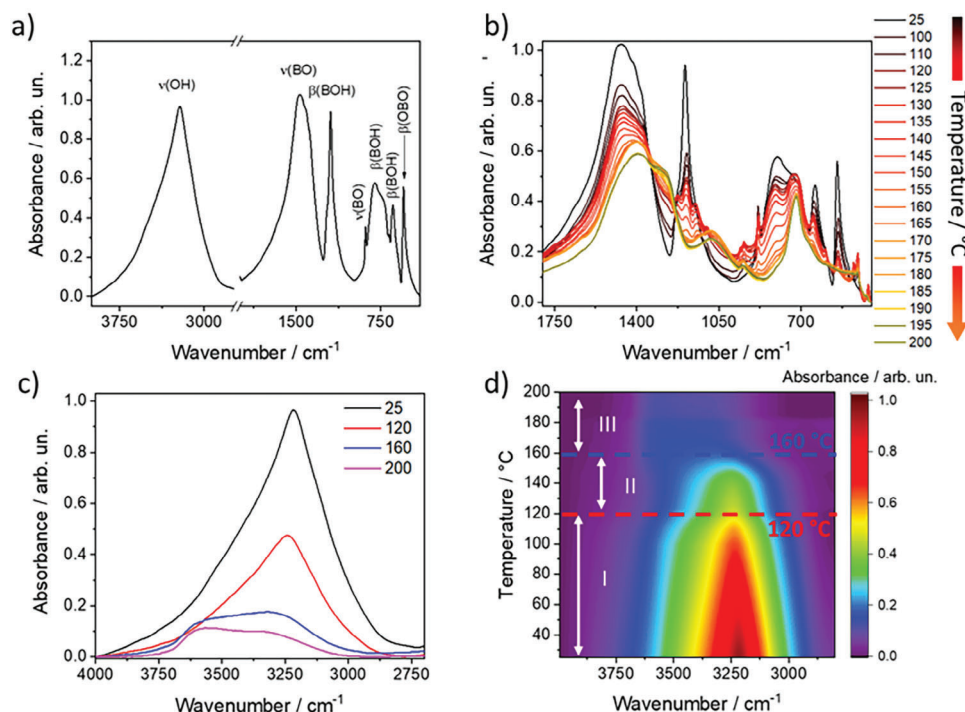 a)
ν(OH)
ν(BO)
β(BOH)
ν(BO)
β(BOH)
β(BOH)
β(OBO)
Absorbance / arb. un.
1.2
1.0
0.8
0.6
0.4
0.2
0.0
3750 3000 1500 750
Wavenumber / cm-1
b)
Absorbance / arb. un.
1.0
0.8
0.6
0.4
0.2
0.0
1750 1400 1050 700
Wavenumber / cm-1
25
100
110
120
125
130
135
140
145
150
155
160
165
170
175
180
185
190
195
200
Temperature / °C
c)
Absorbance / arb. un.
1.0
0.8
0.6
0.4
0.2
0.0
4000 3750 3500 3250 3000 2750
Wavenumber / cm-1
25
120
160
200
d)
Absorbance / arb. un.
Temperature / °C
200
180
160
140
120
100
80
60
40
III
160 °C
II
120 °C
I
3750 3500 3250 3000
Wavenumber / cm-1
1.0
0.8
0.6
0.4
0.2
0.0